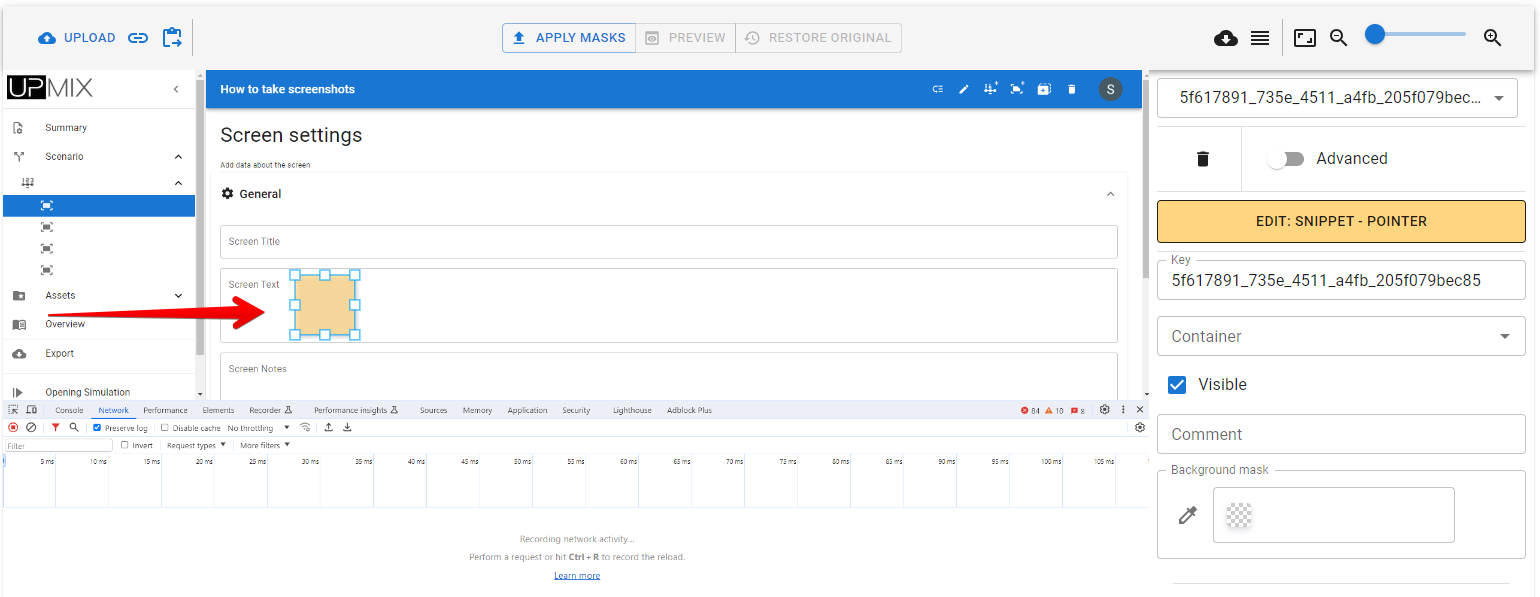 UPLOAD
APPLY MASKS
PREVIEW
RESTORE ORIGINAL
UPMIX
Summary
Scenario
Assets
Overview
Export
Opening Simulation
How to take screenshots
S
Screen settings
Add data about the screen
General
Screen Title
Screen Text
Screen Notes
Console Network Performance Elements Recorder Performance insights Sources Memory Application Security Lighthouse Adblock Plus 84 10 8
Preserve log Disable cache No throttling
Filter Invert Request types More filters
5 ms 10 ms 15 ms 20 ms 25 ms 30 ms 35 ms 40 ms 45 ms 50 ms 55 ms 60 ms 65 ms 70 ms 75 ms 80 ms 85 ms 90 ms 95 ms 100 ms 105 ms
Recording network activity...
Perform a request or hit Ctrl + R to record the reload.
Learn more
5f617891_735e_4511_a4fb_205f079bec...
Advanced
EDIT: SNIPPET - POINTER
Key
5f617891_735e_4511_a4fb_205f079bec85
Container
Visible
Comment
Background mask